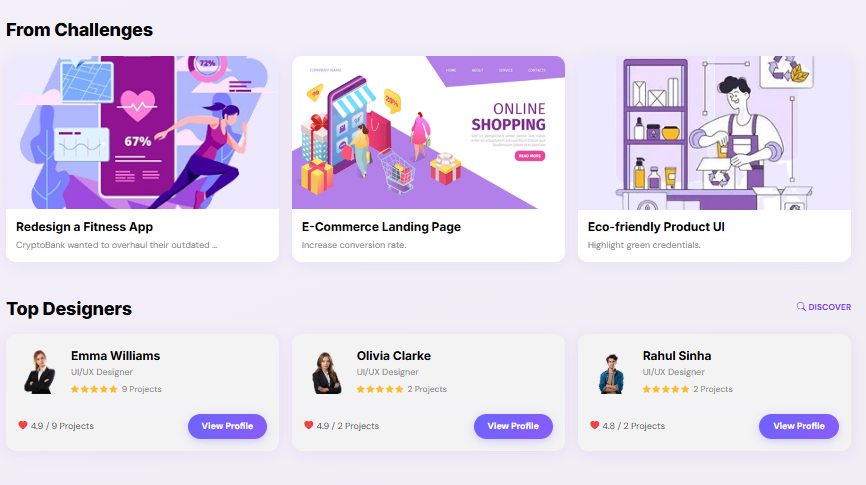 From Challenges
72%
67%
COMPANY NAME
HOME ABOUT SERVICE CONTACTS
ONLINE
SHOPPING
READ MORE
Redesign a Fitness App
CryptoBank wanted to overhaul their outdated ...
E-Commerce Landing Page
Increase conversion rate.
Eco-friendly Product UI
Highlight green credentials.
Top Designers
DISCOVER
Emma Williams
UI/UX Designer
9 Projects
4.9 / 9 Projects
View Profile
Olivia Clarke
UI/UX Designer
2 Projects
4.9 / 2 Projects
View Profile
Rahul Sinha
UI/UX Designer
2 Projects
4.8 / 2 Projects
View Profile